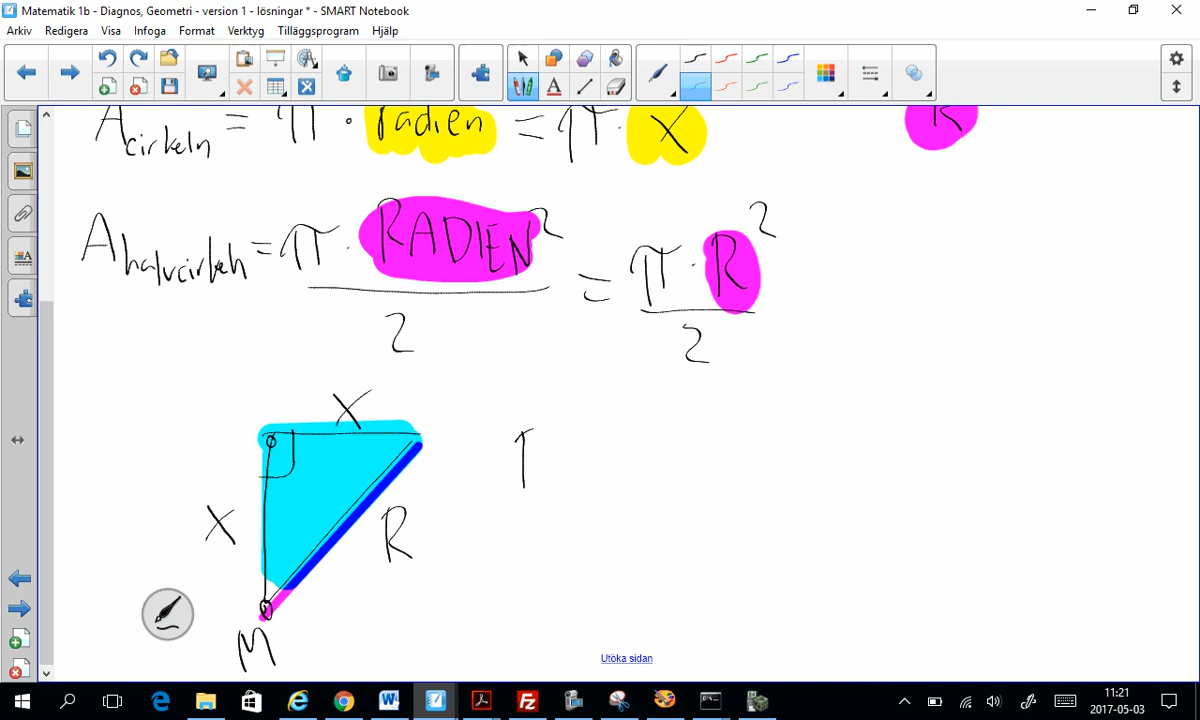 Matematik 1b - Diagnos, Geometri - version 1 - lösningar * - SMART Notebook
Arkiv Redigera Visa Infoga Format Verktyg Tilläggsprogram Hjälp
A cirkeln = π · radien = π · X R
A halvcirkeln = π · RADIEN² / 2 = π · R² / 2
X
X
R
M
Utöka sidan
11:21
2017-05-03